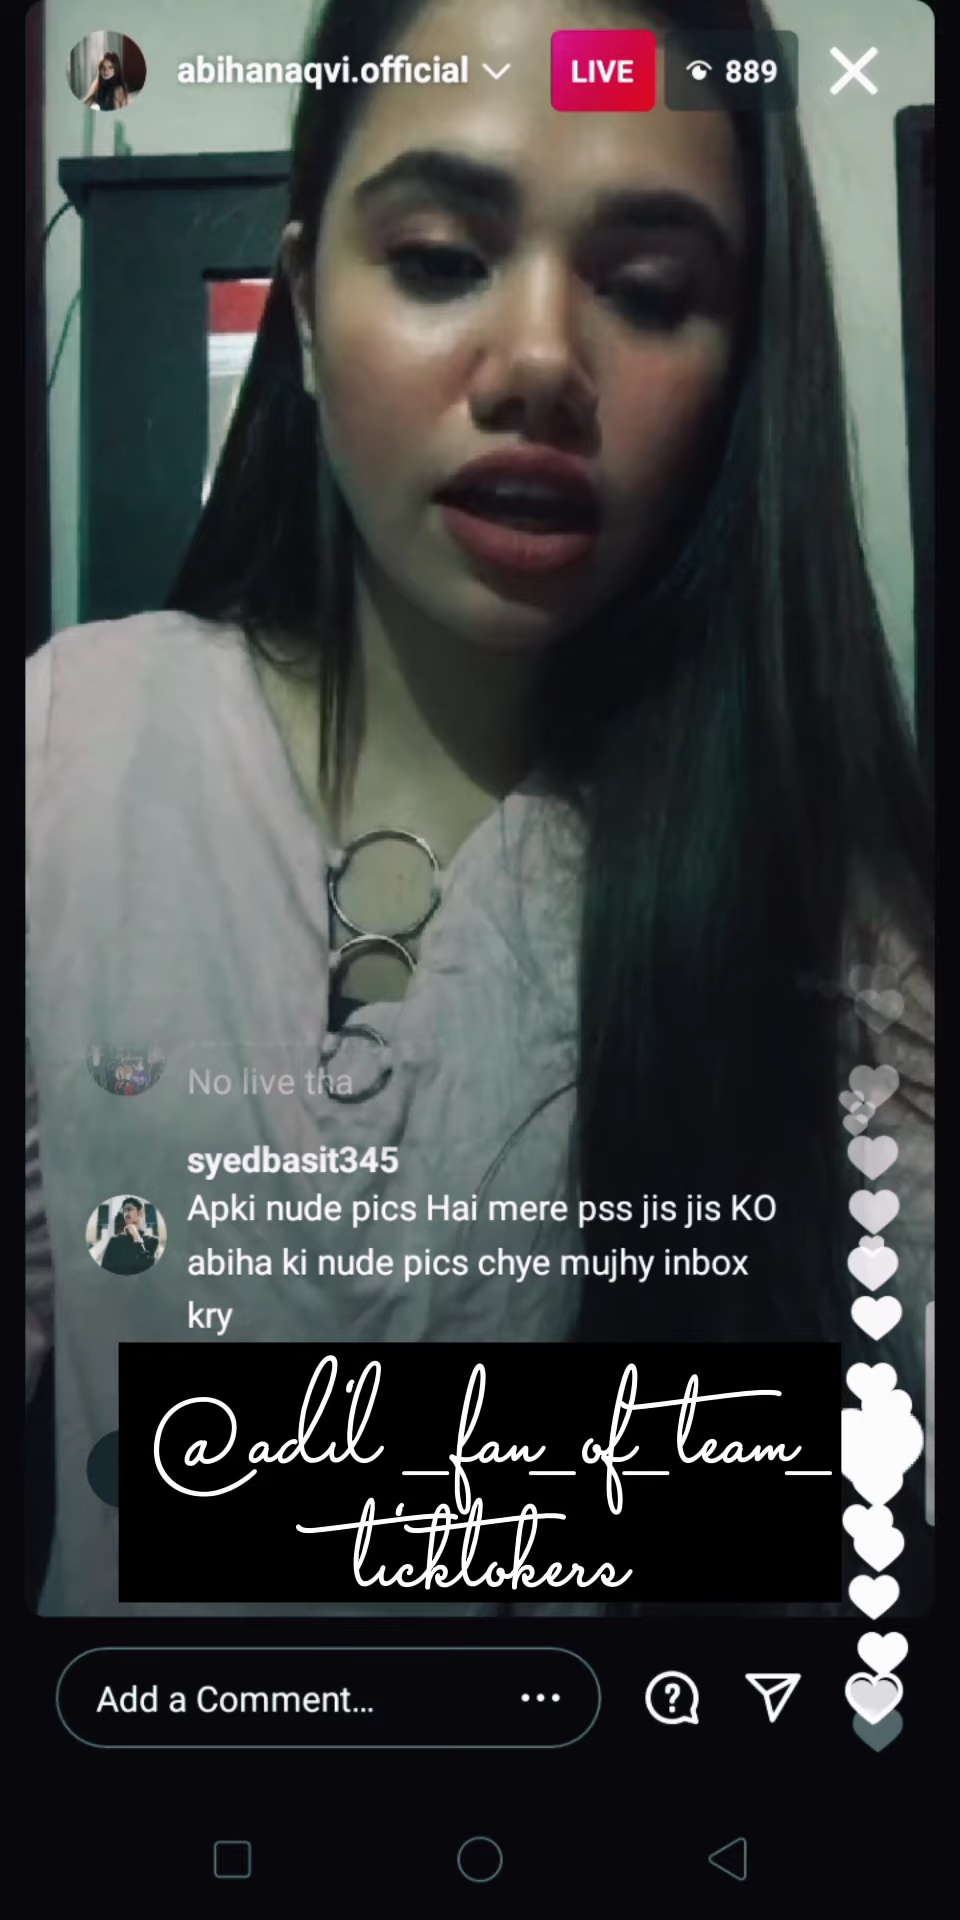 abihanaqvi.official LIVE 889
No live tha
syedbasit345
Apki nude pics Hai mere pss jis jis KO
abiha ki nude pics chye mujhy inbox
kry
@adil_fan_of_team_
ticktokers
Add a Comment...